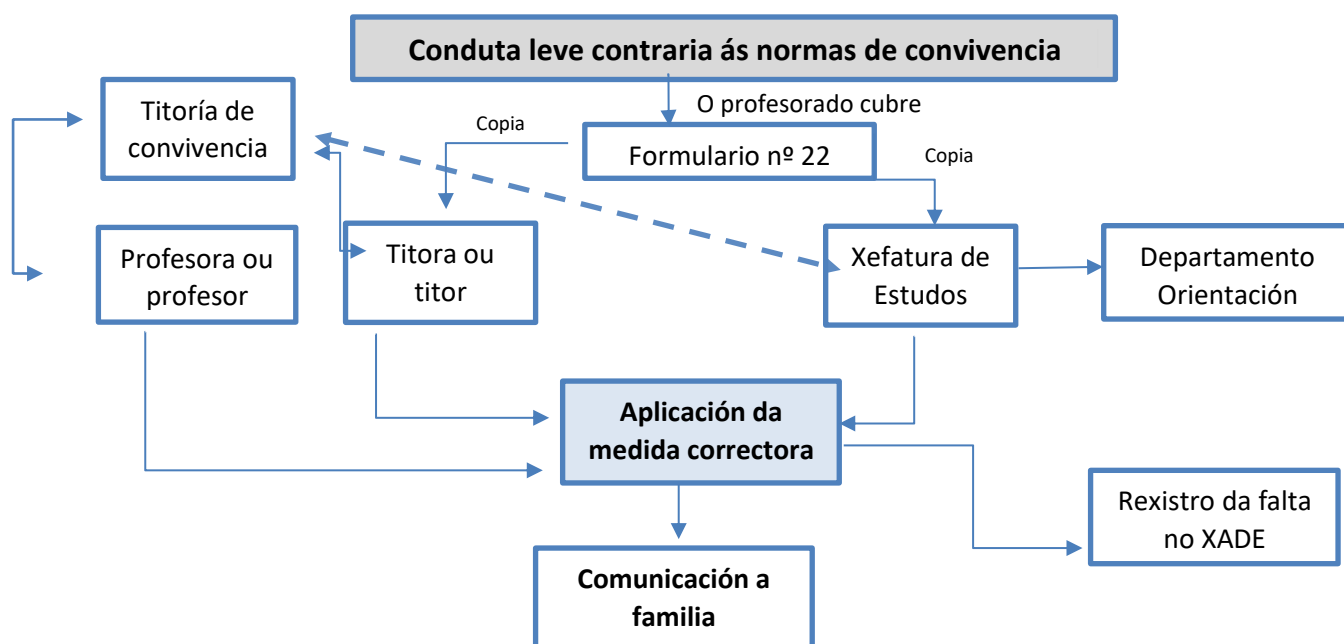 Conduta leve contraria ás normas de convivencia
O profesorado cubre
Titoría de
convivencia
Copia
Formulario nº 22
Copia
Profesora ou
profesor
Titora ou
titor
Xefatura de
Estudos
Departamento
Orientación
Aplicación da
medida correctora
Rexistro da falta
no XADE
Comunicación a
familia